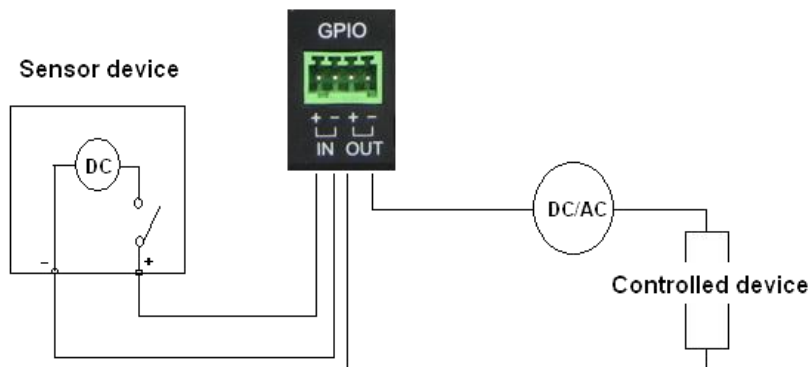 GPIO
Sensor device
+ - + -
IN OUT
DC
DC/AC
- +
Controlled device